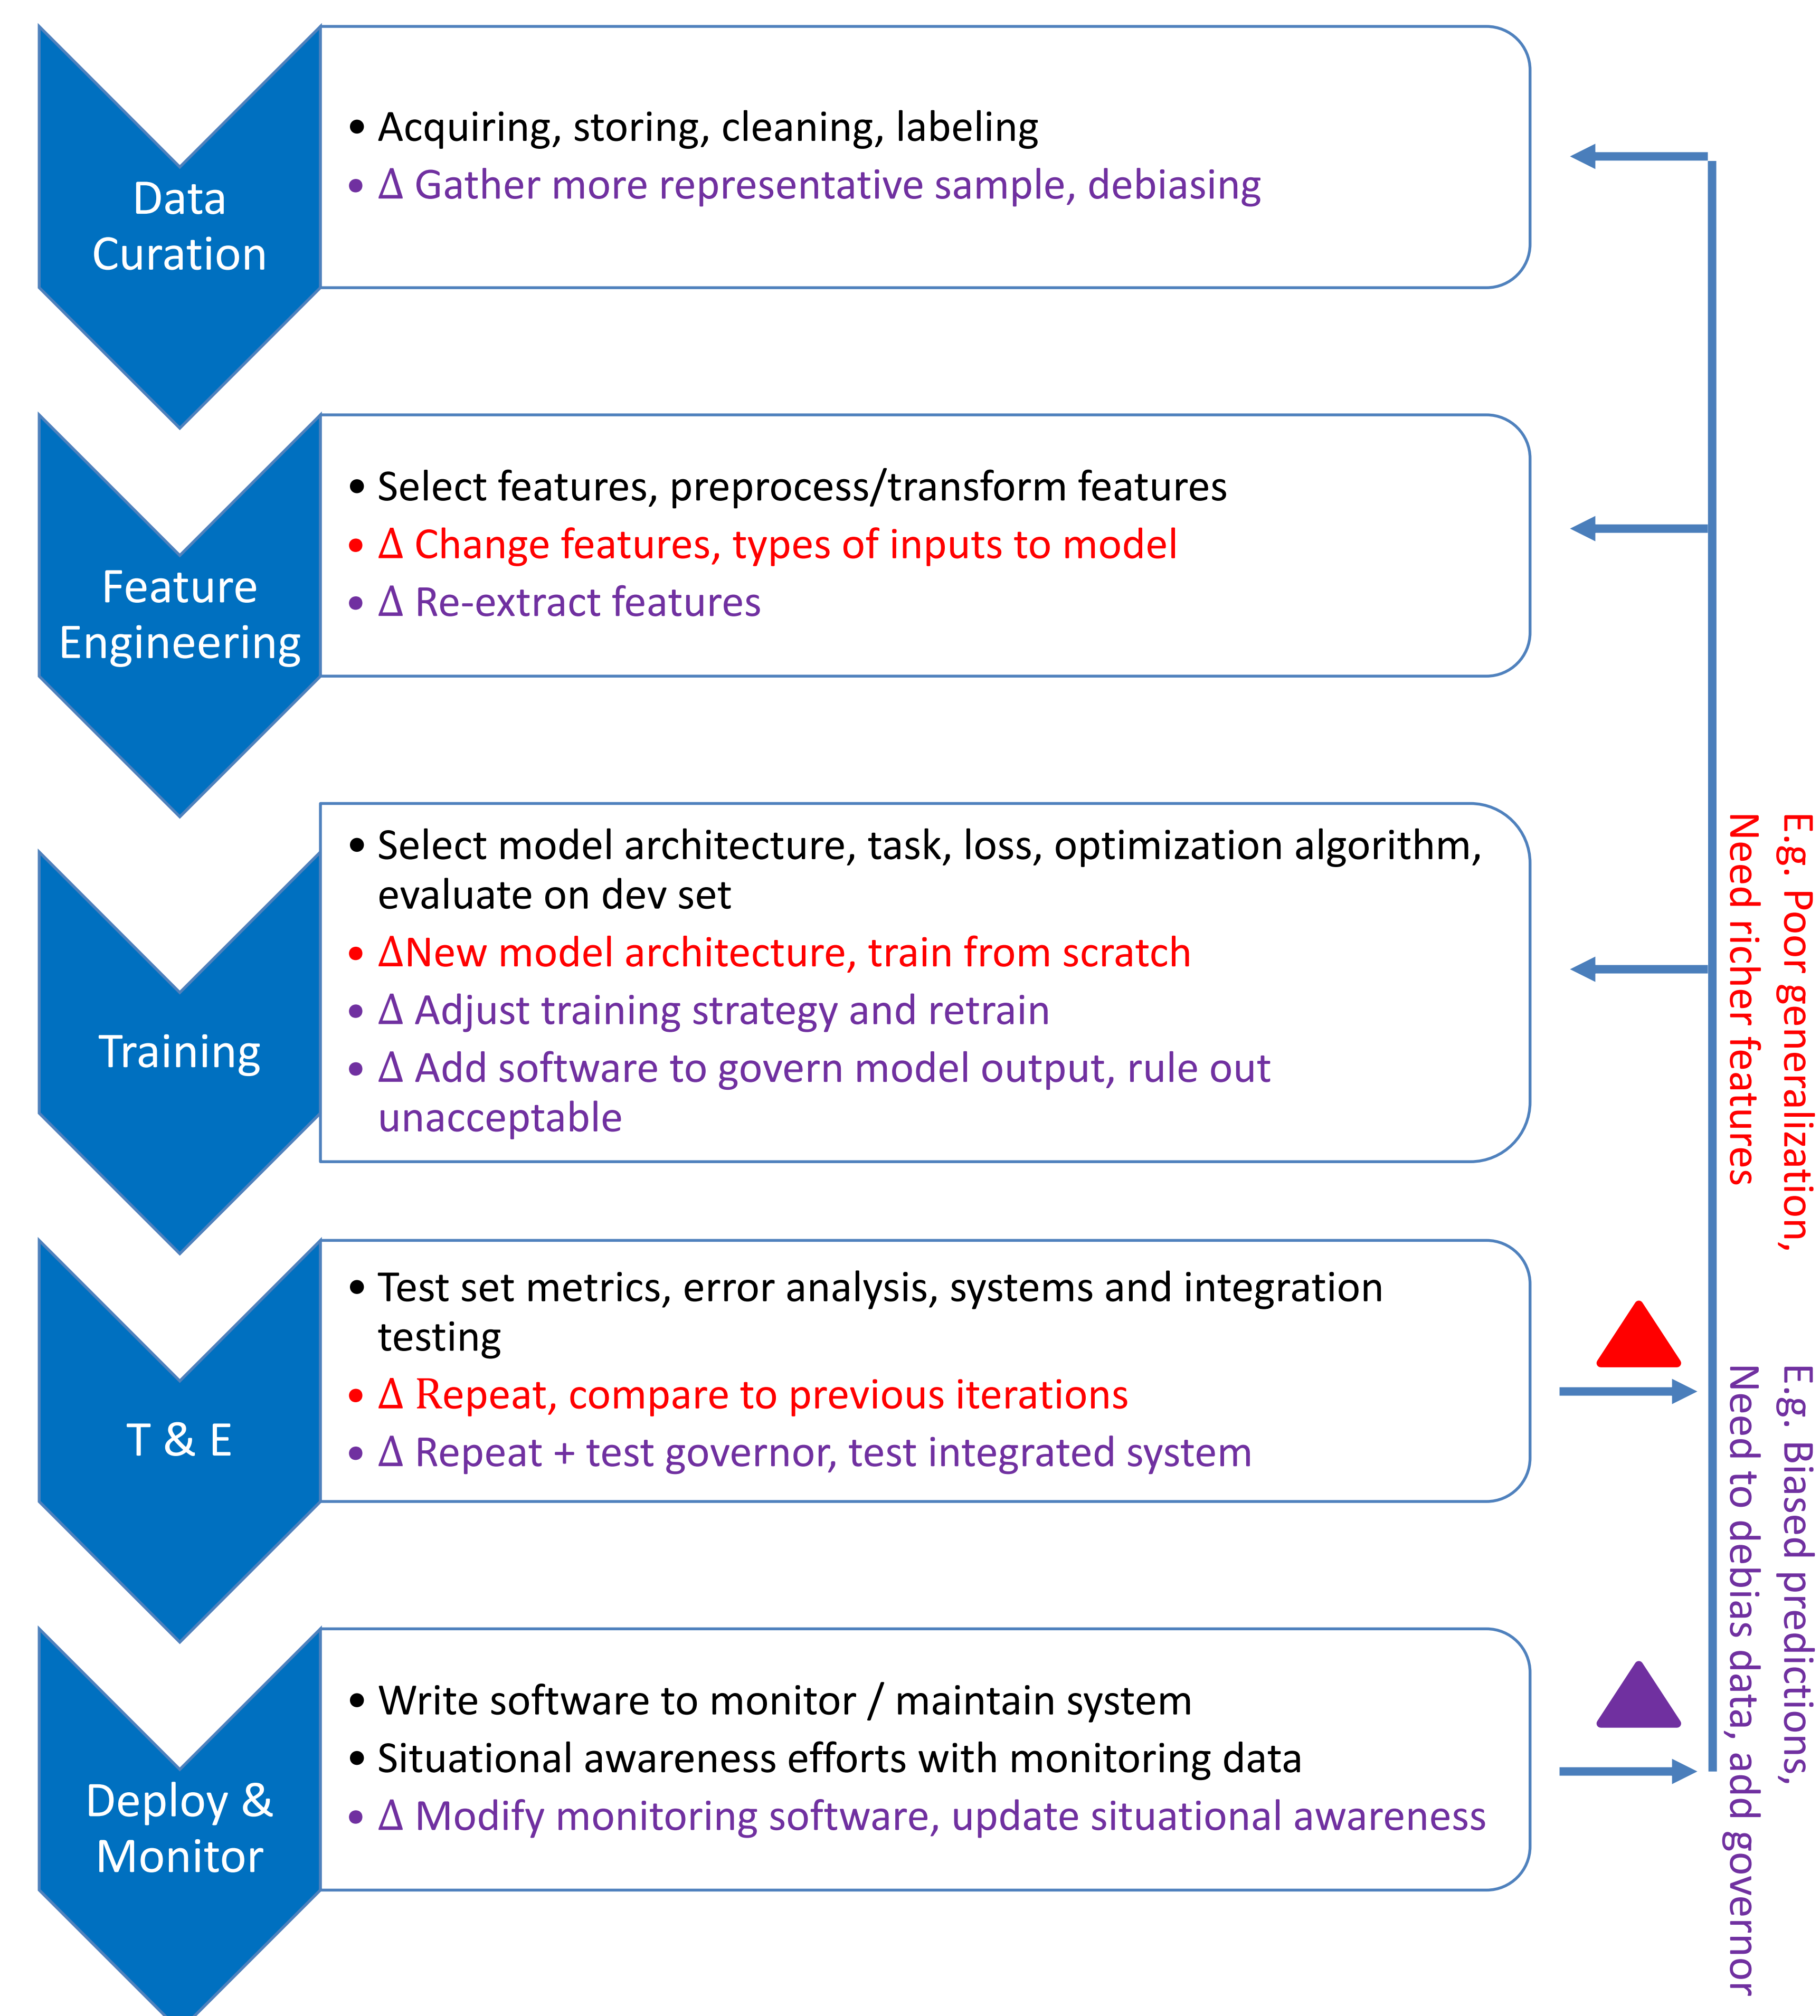 Data
Curation
• Acquiring, storing, cleaning, labeling
• Δ Gather more representative sample, debiasing
Feature
Engineering
• Select features, preprocess/transform features
• Δ Change features, types of inputs to model
• Δ Re-extract features
Training
• Select model architecture, task, loss, optimization algorithm,
evaluate on dev set
• ΔNew model architecture, train from scratch
• Δ Adjust training strategy and retrain
• Δ Add software to govern model output, rule out
unacceptable
T & E
• Test set metrics, error analysis, systems and integration
testing
• Δ Repeat, compare to previous iterations
• Δ Repeat + test governor, test integrated system
Deploy &
Monitor
• Write software to monitor / maintain system
• Situational awareness efforts with monitoring data
• Δ Modify monitoring software, update situational awareness
E.g. Poor generalization,
Need richer features
E.g. Biased predictions,
Need to debias data, add governor